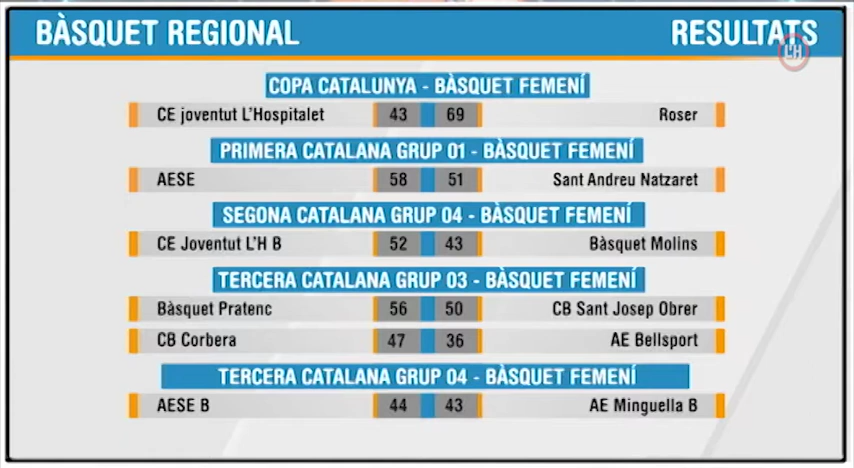 BÀSQUET REGIONAL RESULTATS
L'H
COPA CATALUNYA - BÀSQUET FEMENÍ
CE joventut L'Hospitalet 43 69 Roser
PRIMERA CATALANA GRUP 01 - BÀSQUET FEMENÍ
AESE 58 51 Sant Andreu Natzaret
SEGONA CATALANA GRUP 04 - BÀSQUET FEMENÍ
CE Joventut L'H B 52 43 Bàsquet Molins
TERCERA CATALANA GRUP 03 - BÀSQUET FEMENÍ
Bàsquet Pratenc 56 50 CB Sant Josep Obrer
CB Corbera 47 36 AE Bellsport
TERCERA CATALANA GRUP 04 - BÀSQUET FEMENÍ
AESE B 44 43 AE Minguella B